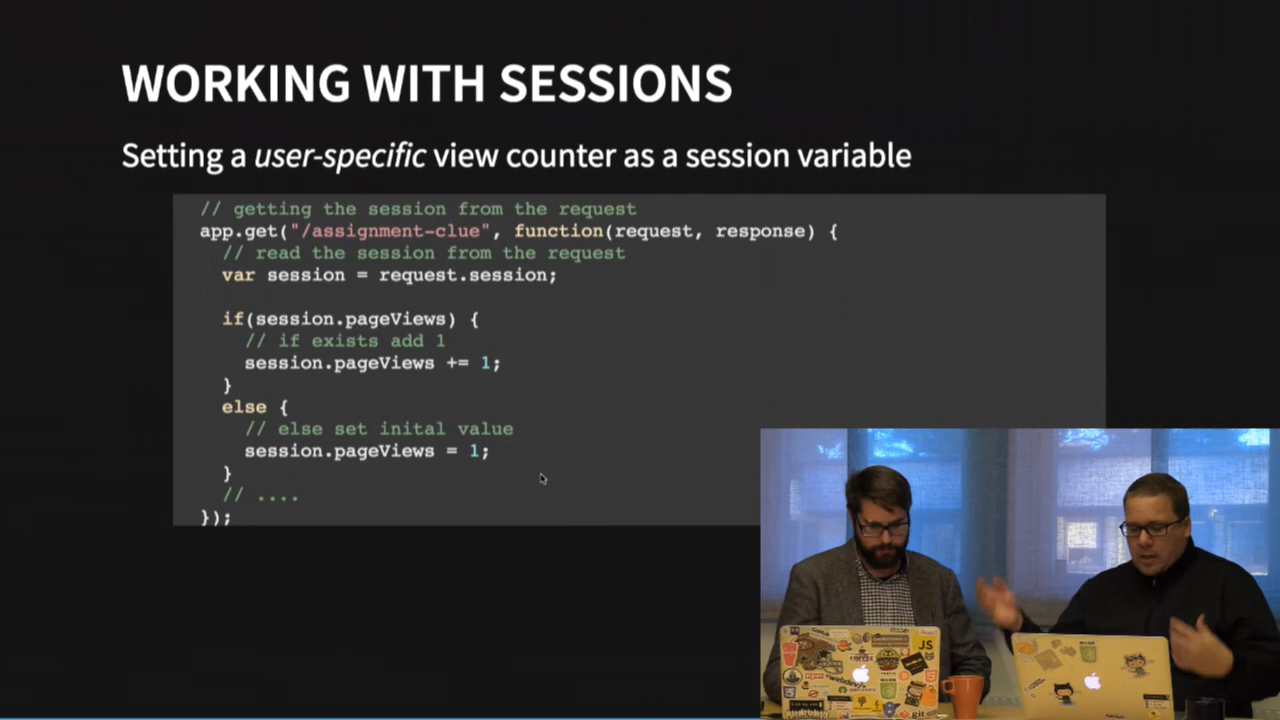 WORKING WITH SESSIONS
Setting a user-specific view counter as a session variable
// getting the session from the request
app.get("/assignment-clue", function(request, response) {
// read the session from the request
var session = request.session;
if(session.pageViews) {
// if exists add 1
session.pageViews += 1;
}
else {
// else set inital value
session.pageViews = 1;
}
// ....
});
JS
git